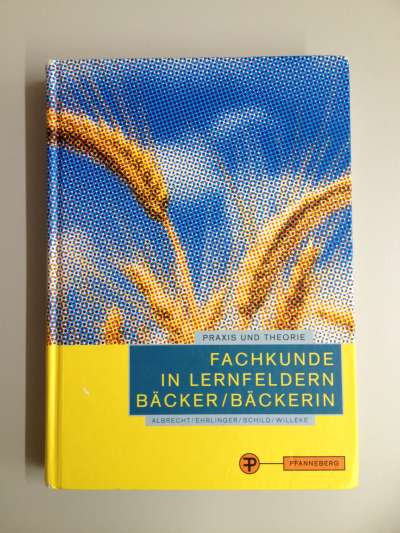 PRAXIS UND THEORIE
FACHKUNDE
IN LERNFELDERN
BÄCKER/BÄCKERIN
ALBRECHT/EHRLINGER/SCHILD/WILLEKE
PFANNEBERG